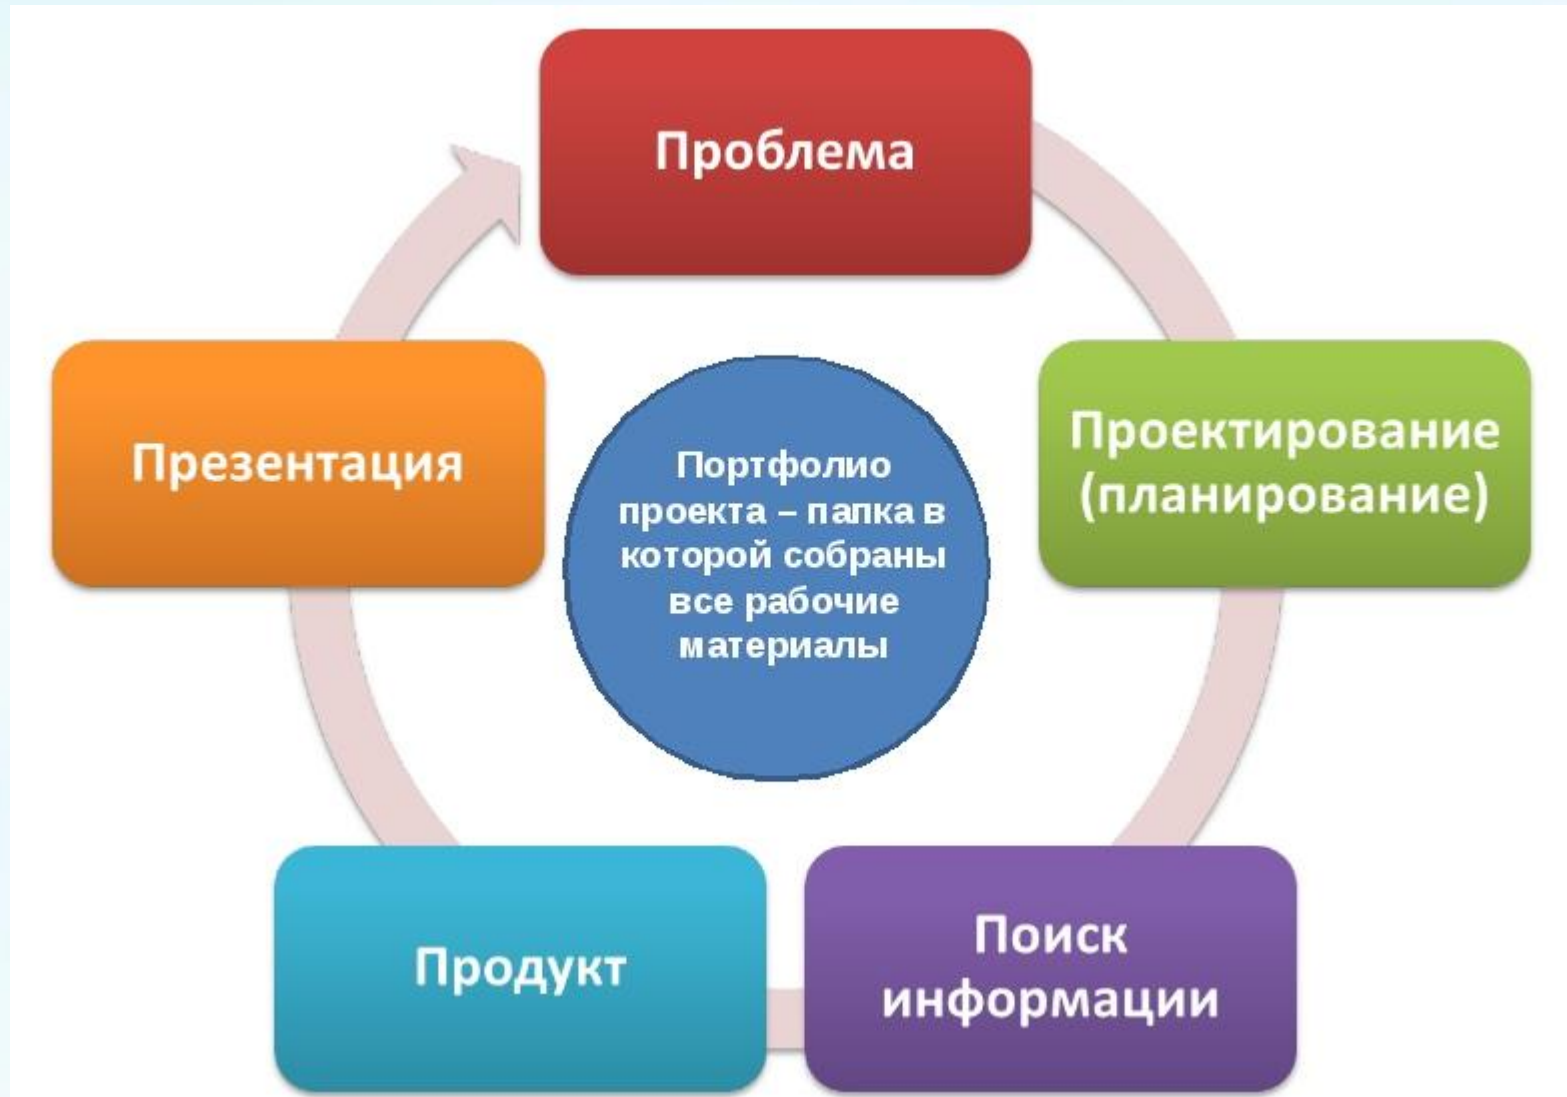 Проблема
Проектирование
(планирование)
Поиск
информации
Продукт
Презентация
Портфолио
проекта – папка в
которой собраны
все рабочие
материалы